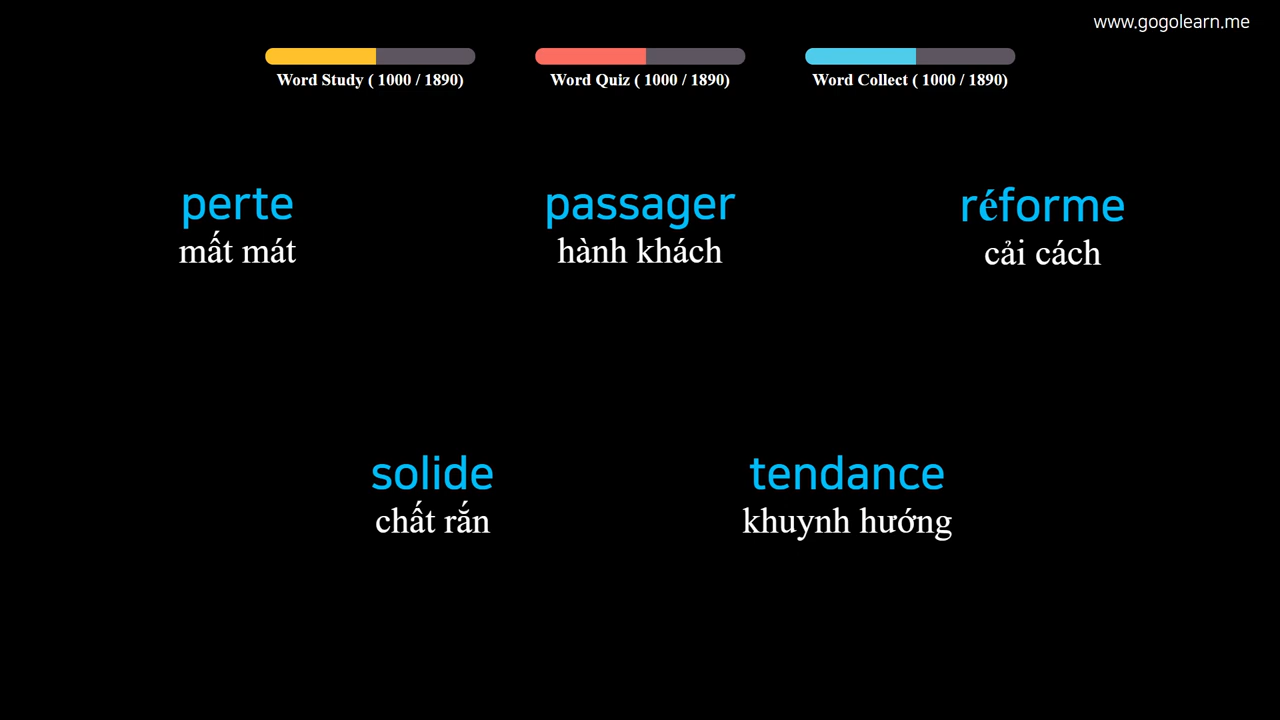 www.gogolearn.me
Word Study ( 1000 / 1890)
Word Quiz ( 1000 / 1890)
Word Collect ( 1000 / 1890)
perte
mất mát
passager
hành khách
réforme
cải cách
solide
chất rắn
tendance
khuynh hướng